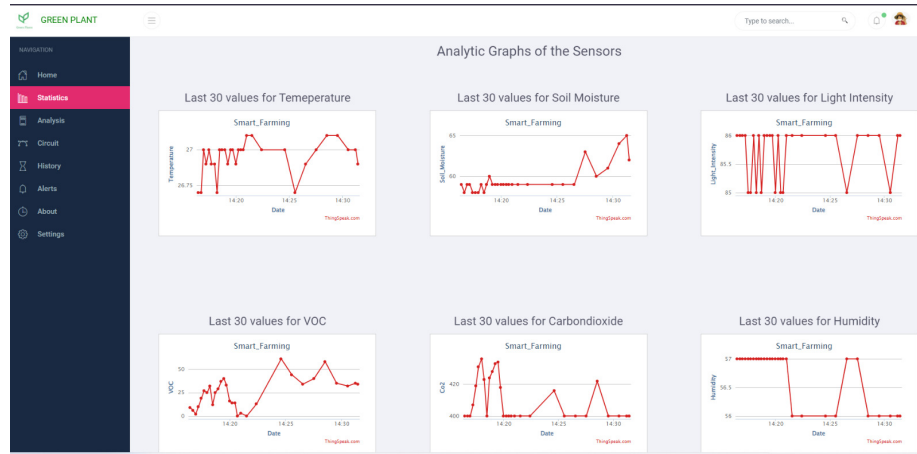 GREEN PLANT
Type to search...
NAVIGATION
Home
Statistics
Analysis
Circuit
History
Alerts
About
Settings
Analytic Graphs of the Sensors
Last 30 values for Temeperature
Smart_Farming
Temperature
27
26.75
14:20
14:25
14:30
Date
ThingSpeak.com
Last 30 values for Soil Moisture
Smart_Farming
Soil_Moisture
65
60
14:20
14:25
14:30
Date
ThingSpeak.com
Last 30 values for Light Intensity
Smart_Farming
Light_Intensity
86
85.5
85
14:20
14:25
14:30
Date
ThingSpeak.com
Last 30 values for VOC
Smart_Farming
VOC
50
25
0
14:20
14:25
14:30
Date
ThingSpeak.com
Last 30 values for Carbondioxide
Smart_Farming
Co2
420
400
14:20
14:25
14:30
Date
ThingSpeak.com
Last 30 values for Humidity
Smart_Farming
Humidity
57
56.5
56
14:20
14:25
14:30
Date
ThingSpeak.com